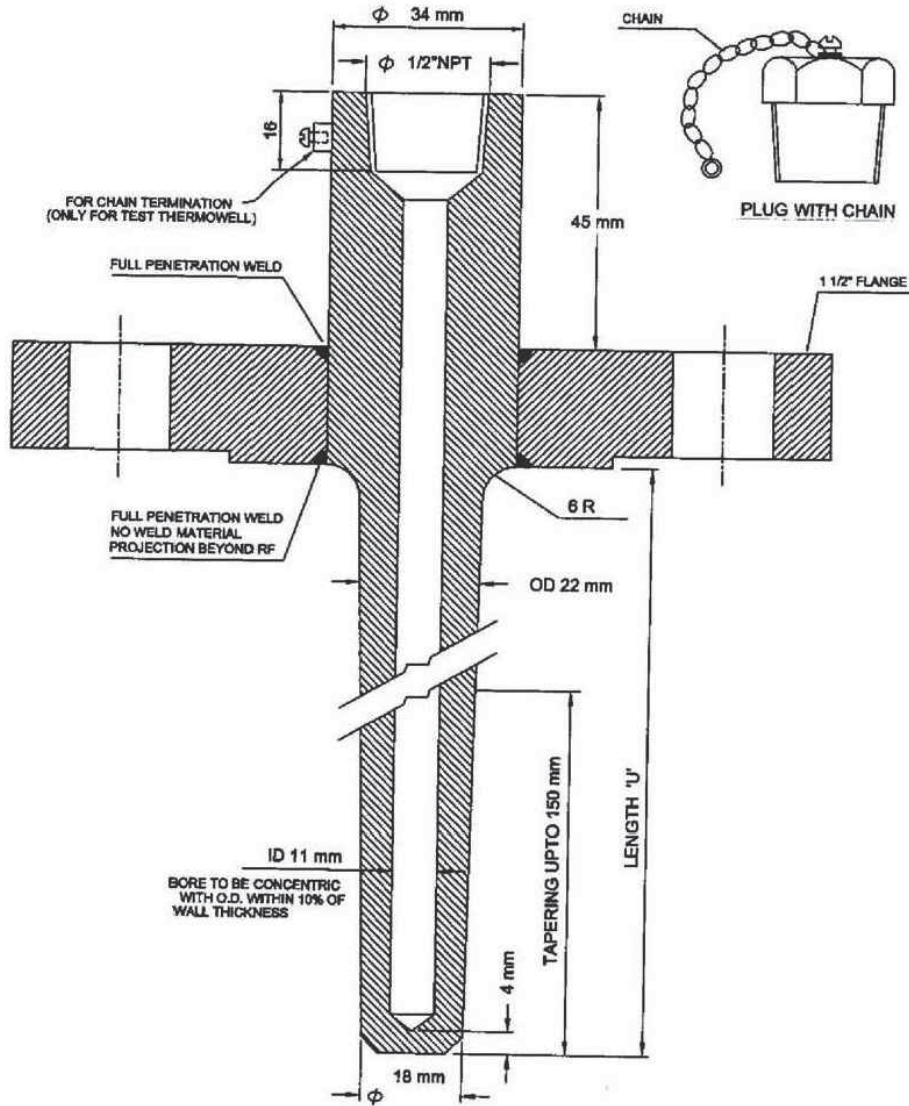 ϕ 34 mm
ϕ 1/2"NPT
CHAIN
16
FOR CHAIN TERMINATION
(ONLY FOR TEST THERMOWELL)
45 mm
PLUG WITH CHAIN
FULL PENETRATION WELD
1 1/2" FLANGE
FULL PENETRATION WELD
NO WELD MATERIAL
PROJECTION BEYOND RF
6 R
OD 22 mm
ID 11 mm
BORE TO BE CONCENTRIC
WITH O.D. WITHIN 10% OF
WALL THICKNESS
4 mm
TAPERING UPTO 150 mm
LENGTH 'U'
18 mm
ϕ